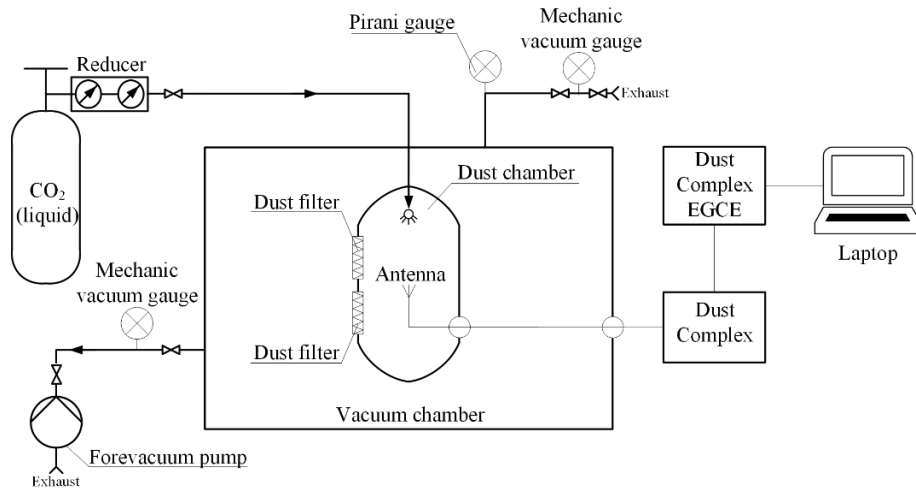 Pirani gauge
Mechanic
vacuum gauge
Reducer
Exhaust
CO₂
(liquid)
Dust chamber
Dust filter
Antenna
Dust filter
Vacuum chamber
Dust
Complex
EGCE
Laptop
Dust
Complex
Mechanic
vacuum gauge
Forevacuum pump
Exhaust